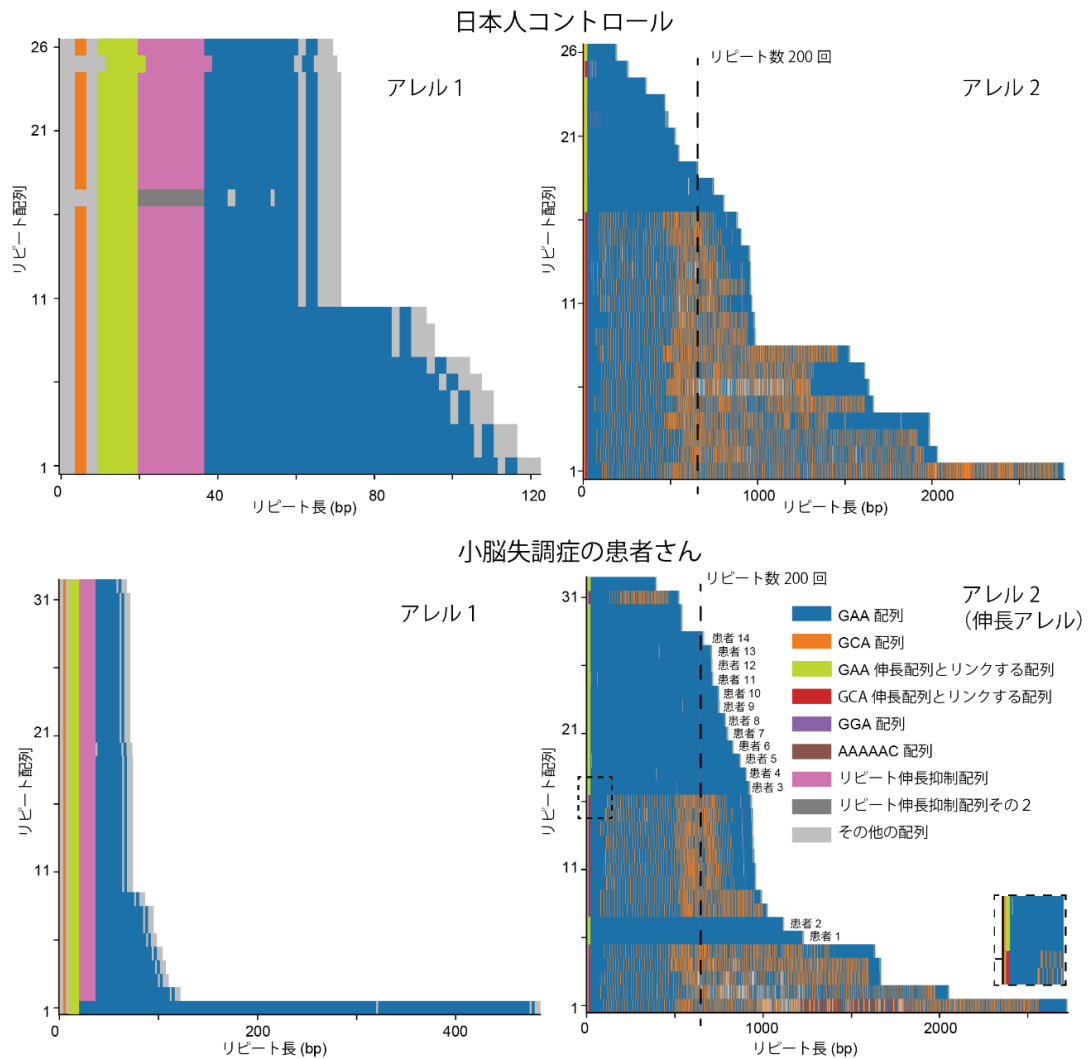 日本人コントロール
26
21
11
1
リピート配列
アレル 1
0
40
80
120
リピート長 (bp)
26
21
11
1
リピート配列
リピート数 200 回
アレル 2
0
1000
2000
リピート長 (bp)
小脳失調症の患者さん
31
21
11
1
リピート配列
アレル 1
0
200
400
リピート長 (bp)
31
21
11
1
リピート配列
リピート数 200 回
アレル 2
(伸長アレル)
患者 14
患者 13
患者 12
患者 11
患者 10
患者 9
患者 8
患者 7
患者 6
患者 5
患者 4
患者 3
患者 2
患者 1
GAA 配列
GCA 配列
GAA 伸長配列とリンクする配列
GCA 伸長配列とリンクする配列
GGA 配列
AAAAAC 配列
リピート伸長抑制配列
リピート伸長抑制配列その２
その他の配列
0
1000
2000
リピート長 (bp)